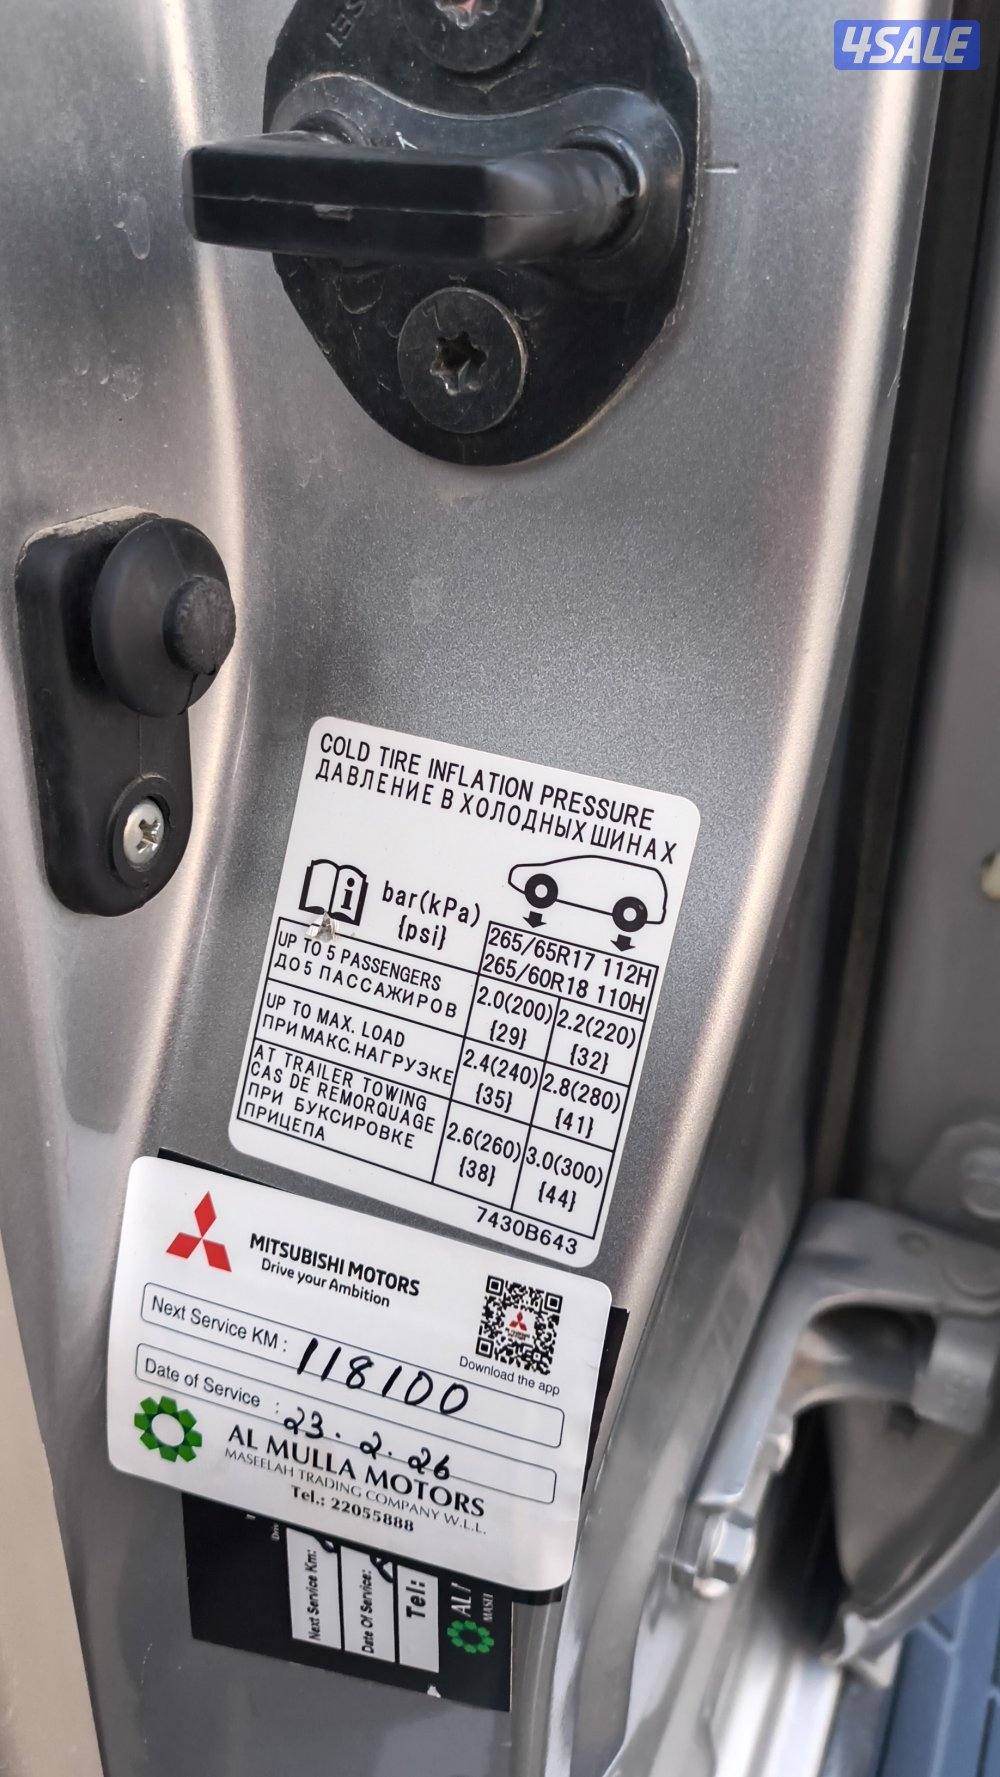 4SALE
COLD TIRE INFLATION PRESSURE
ДАВЛЕНИЕ В ХОЛОДНЫХ ШИНАХ
bar(kPa)
{psi}
265/65R17 112H
265/60R18 110H
UP TO 5 PASSENGERS
ДО 5 ПАССАЖИРОВ
2.0(200) {29}
2.2(220) {32}
UP TO MAX. LOAD
ПРИ МАКС. НАГРУЗКЕ
2.4(240) {35}
2.8(280) {41}
AT TRAILER TOWING
CAS DE REMORQUAGE
ПРИ БУКСИРОВКЕ
ПРИЦЕПА
2.6(260) {38}
3.0(300) {44}
7430B643
MITSUBISHI MOTORS
Drive your Ambition
Next Service KM : 118100
Download the app
Date of Service : 23.2.26
AL MULLA MOTORS
MASEELAH TRADING COMPANY W.L.L.
Tel.: 22055888
Next Service Km:
Date Of Service:
Tel: